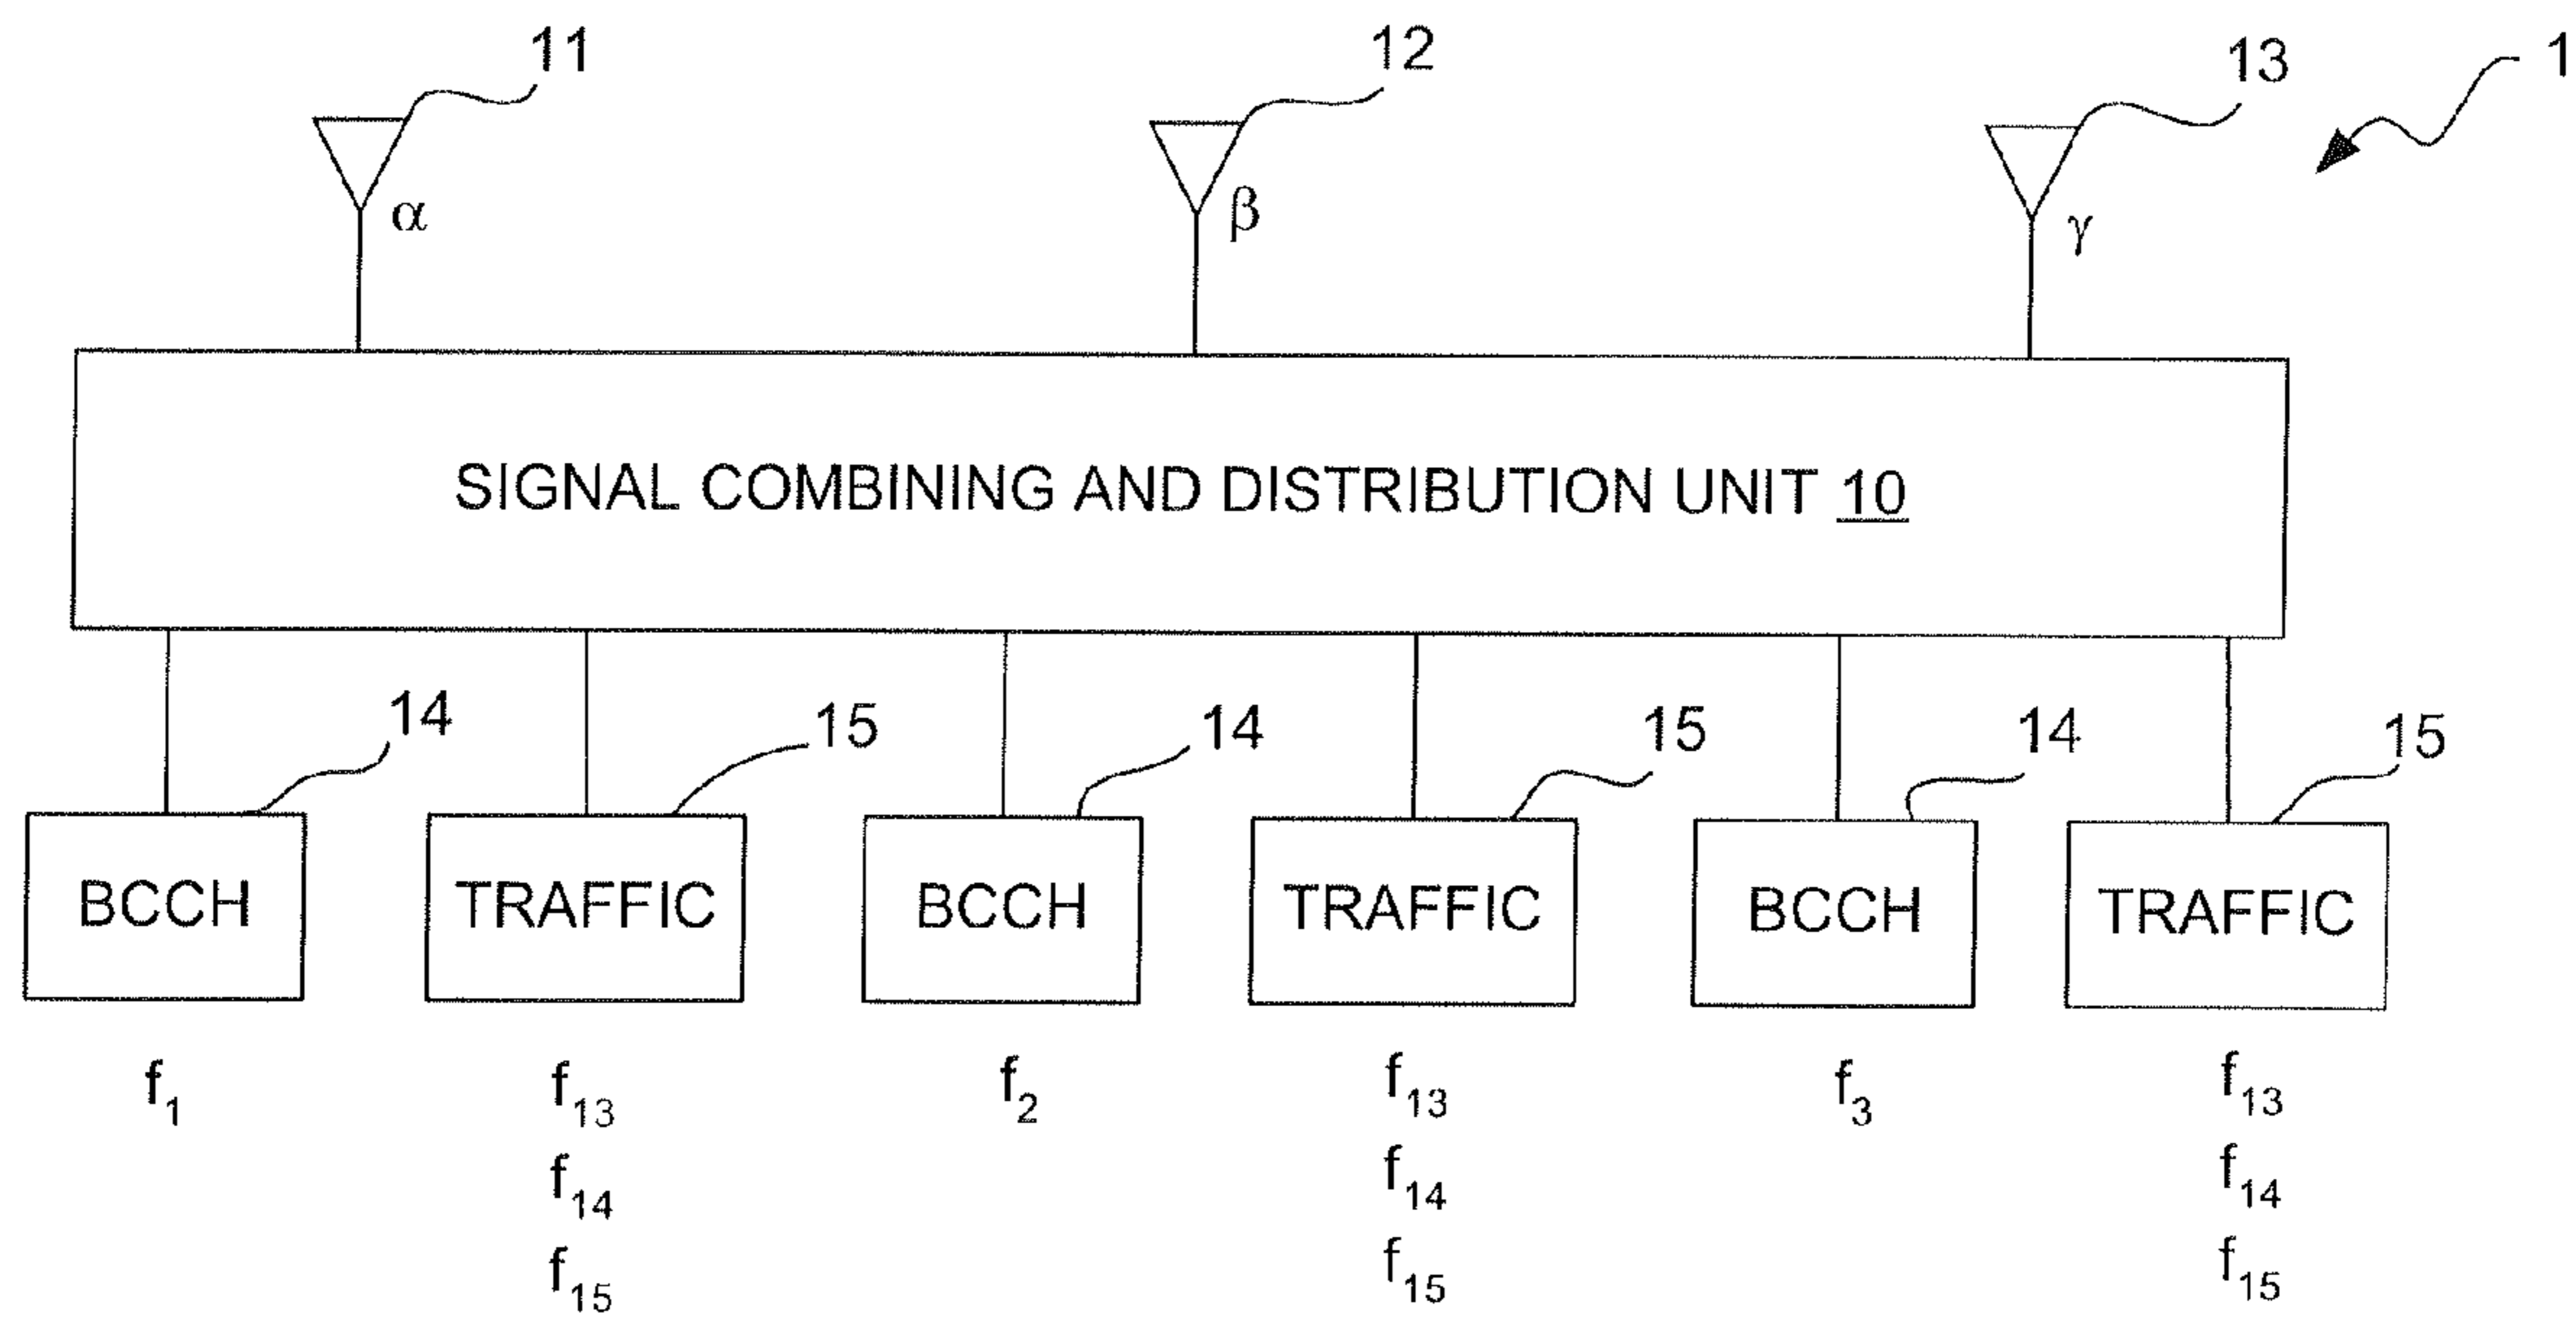 11
12
13
1
α
β
γ
SIGNAL COMBINING AND DISTRIBUTION UNIT 10
14
15
14
15
14
15
BCCH
TRAFFIC
BCCH
TRAFFIC
BCCH
TRAFFIC
f1
f13
f2
f13
f3
f13
f14
f14
f14
f15
f15
f15